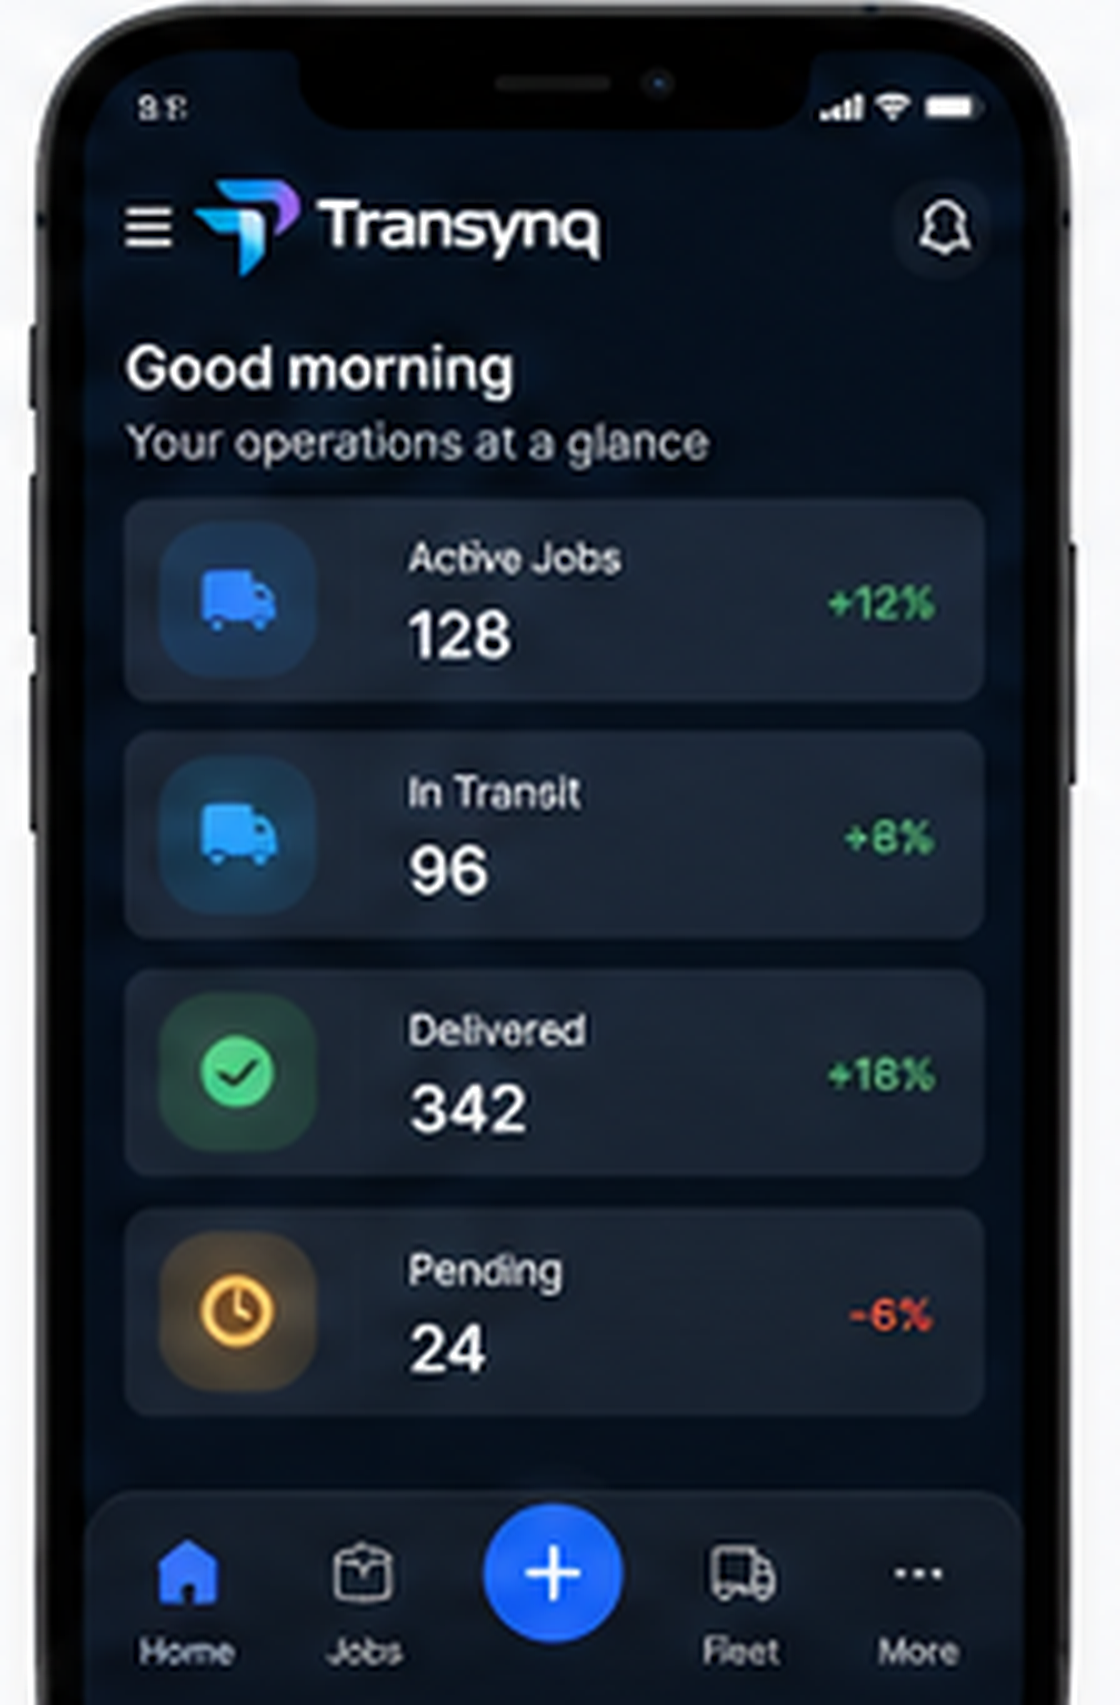 Transynq
Good morning
Your operations at a glance
Active Jobs
128
+12%
In Transit
96
+8%
Delivered
342
+18%
Pending
24
-6%
Home
Jobs
Fleet
More